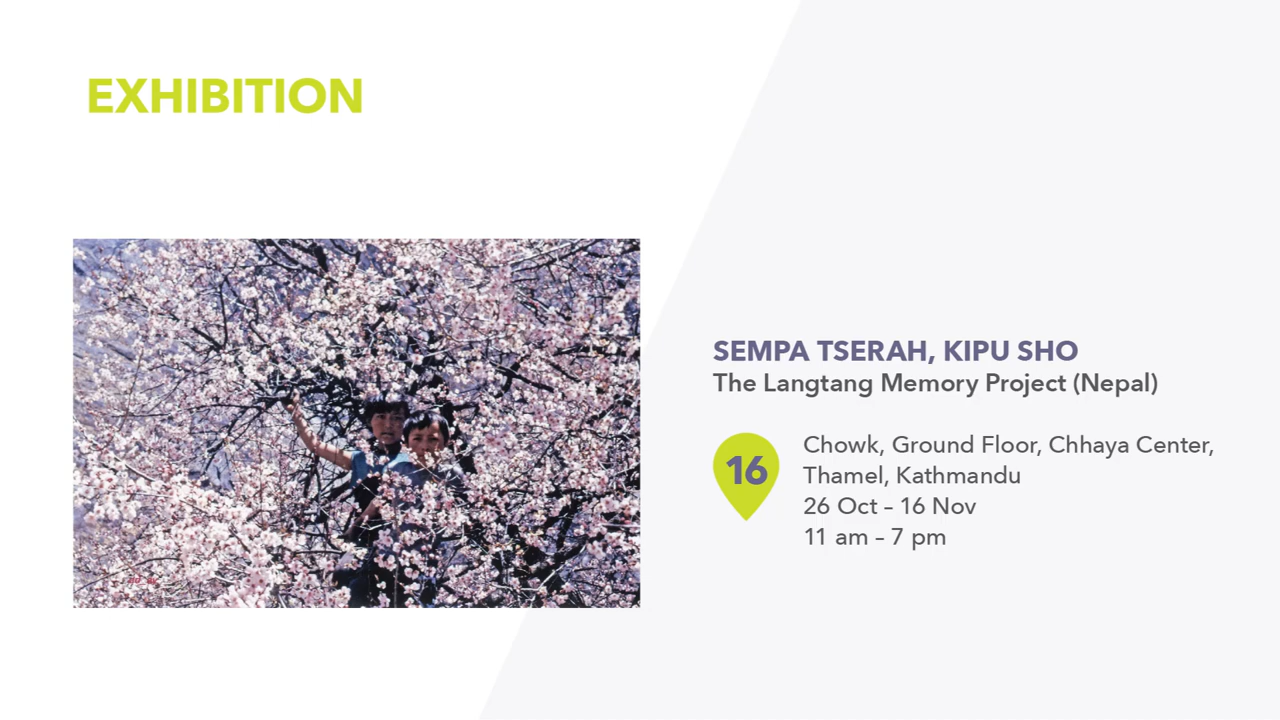 EXHIBITION
SEMPA TSERAH, KIPU SHO
The Langtang Memory Project (Nepal)
16
Chowk, Ground Floor, Chhaya Center,
Thamel, Kathmandu
26 Oct – 16 Nov
11 am – 7 pm